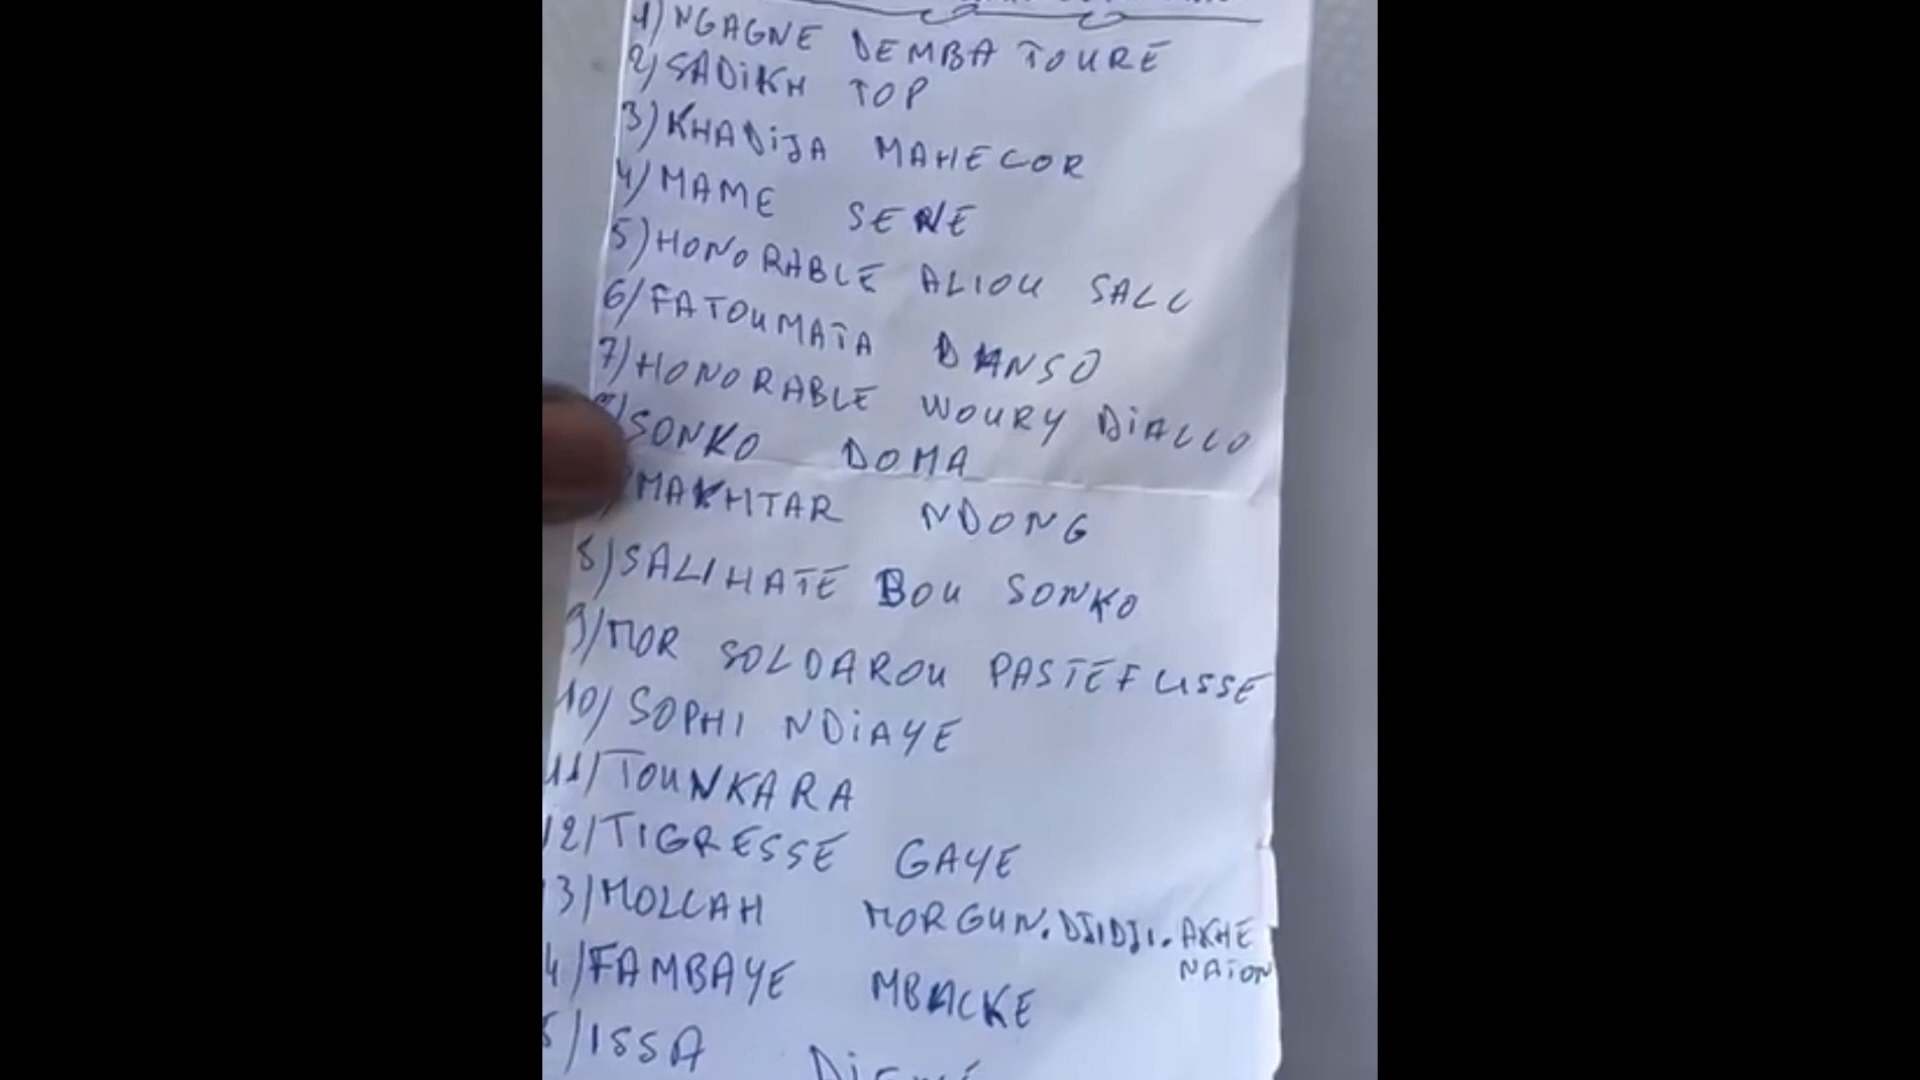 1) NGAGNE DEMBA TOURE
2) SADIKH TOP
3) KHADIJA MAHECOR
4) MAME SENE
5) HONORABLE ALIOU SALL
6) FATOUMATA DANSO
7) HONORABLE WOURY DIALLO
SONKO DOMA
MAKHTAR NDONG
8) SALIHATE BOU SONKO
9) MOR SOLDAROU PASTEF LISSE
10) SOPHI NDIAYE
11) TOUNKARA
12) TIGRESSE GAYE
3) MOLLAH MORGUN. DJIDJI. AKHE
NATON
4) FAMBAYE MBACKE
5) ISSA